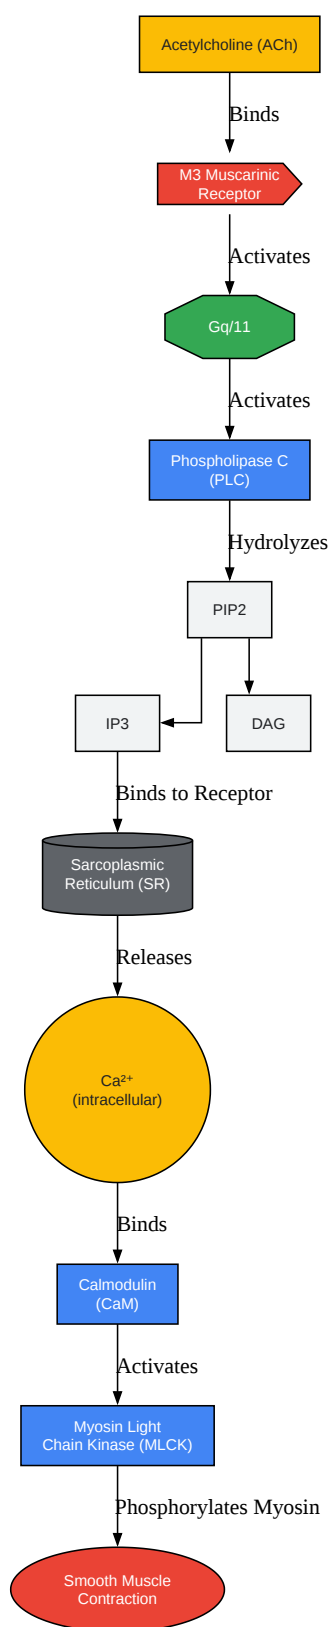 Acetylcholine (ACh)
Binds
M3 Muscarinic
Receptor
Activates
Gq/11
Activates
Phospholipase C
(PLC)
Hydrolyzes
PIP2
IP3
DAG
Binds to Receptor
Sarcoplasmic
Reticulum (SR)
Releases
Ca²⁺
(intracellular)
Binds
Calmodulin
(CaM)
Activates
Myosin Light
Chain Kinase (MLCK)
Phosphorylates Myosin
Smooth Muscle
Contraction